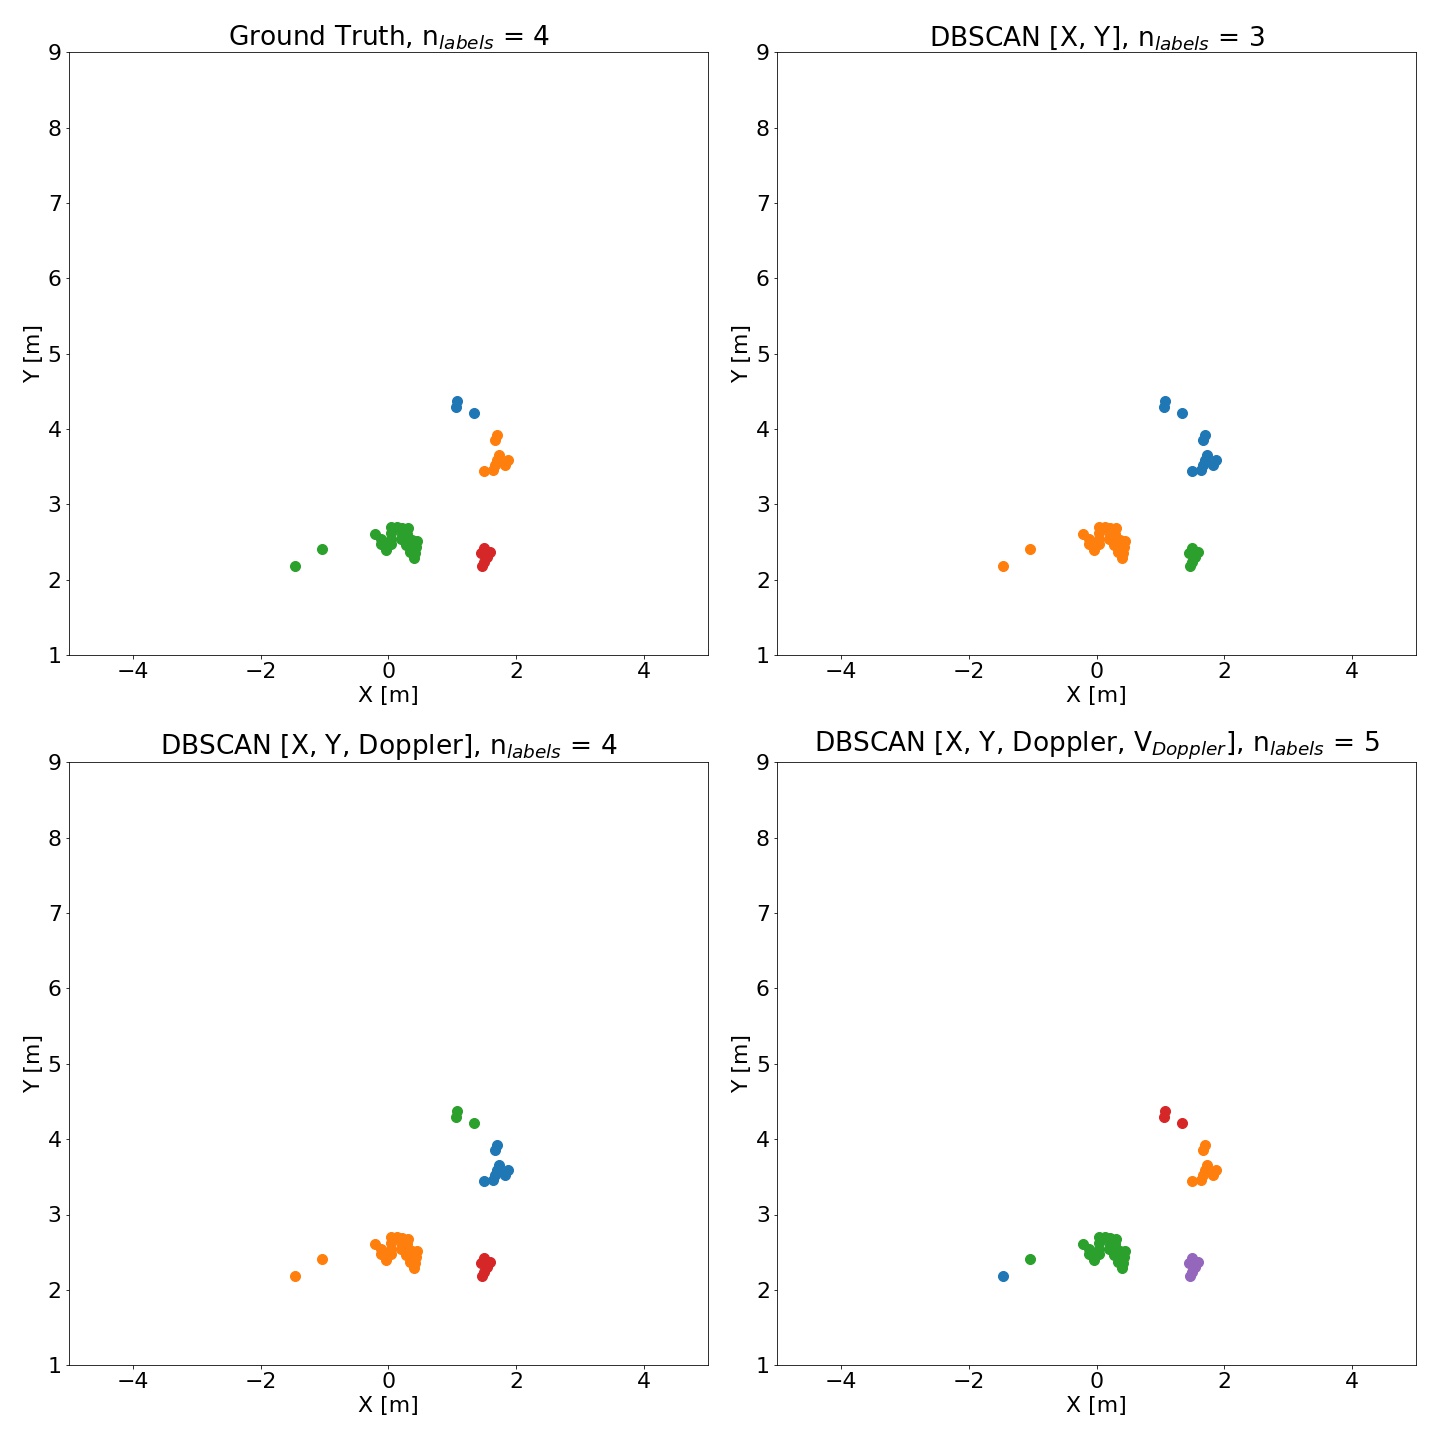 Ground Truth, n_labels = 4
9
8
7
6
5
4
3
2
1
Y [m]
−4 −2 0 2 4
X [m]
DBSCAN [X, Y], n_labels = 3
9
8
7
6
5
4
3
2
1
Y [m]
−4 −2 0 2 4
X [m]
DBSCAN [X, Y, Doppler], n_labels = 4
9
8
7
6
5
4
3
2
1
Y [m]
−4 −2 0 2 4
X [m]
DBSCAN [X, Y, Doppler, V_Doppler], n_labels = 5
9
8
7
6
5
4
3
2
1
Y [m]
−4 −2 0 2 4
X [m]